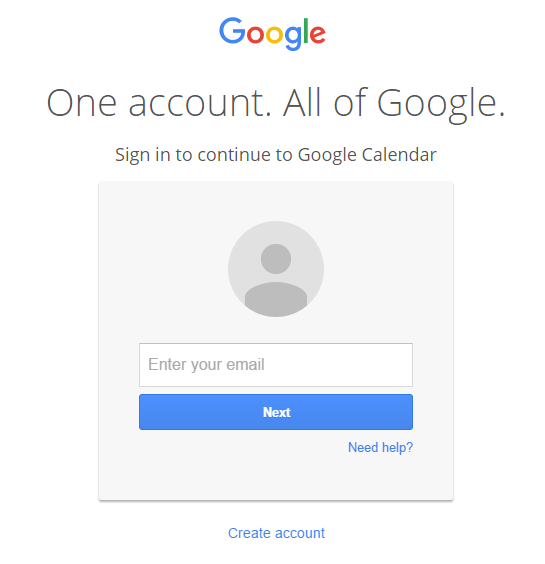 Google
One account. All of Google.
Sign in to continue to Google Calendar
Enter your email
Next
Need help?
Create account